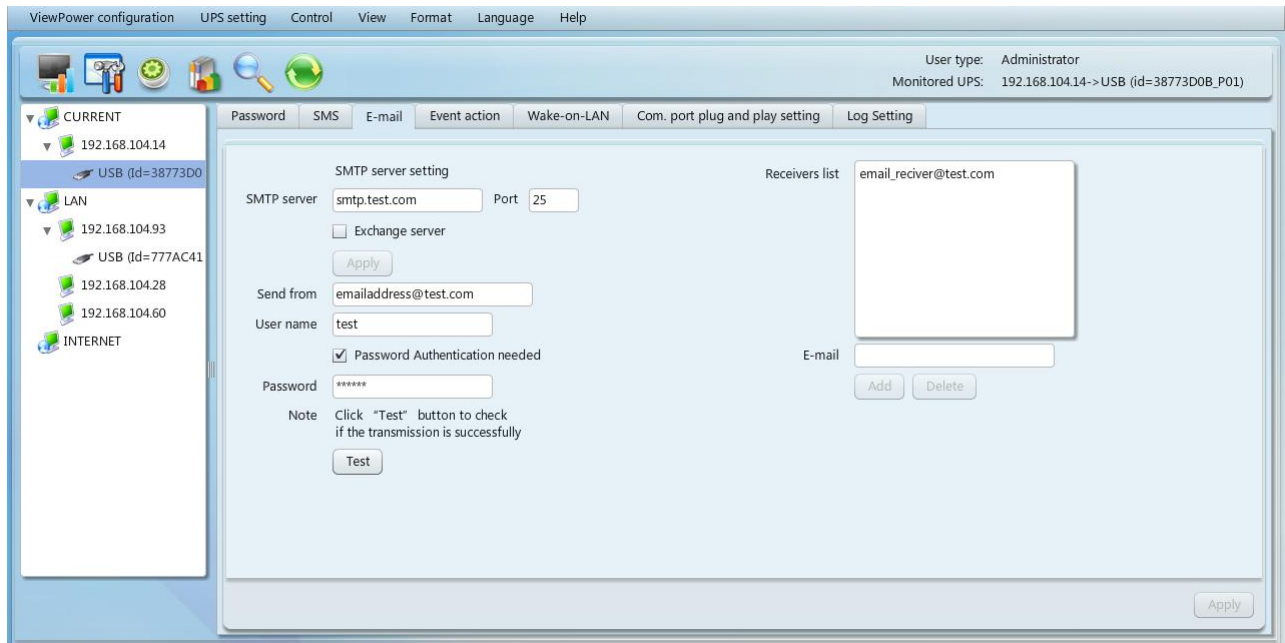 ViewPower configuration UPS setting Control View Format Language Help
User type: Administrator
Monitored UPS: 192.168.104.14->USB (id=38773D0B_P01)
CURRENT
192.168.104.14
USB (Id=38773D0
LAN
192.168.104.93
USB (Id=777AC41
192.168.104.28
192.168.104.60
INTERNET
Password SMS E-mail Event action Wake-on-LAN Com. port plug and play setting Log Setting
SMTP server setting
SMTP server smtp.test.com Port 25
Exchange server
Apply
Send from emailaddress@test.com
User name test
Password Authentication needed
Password ******
Note Click “Test” button to check
if the transmission is successfully
Test
Receivers list email_reciver@test.com
E-mail
Add Delete
Apply